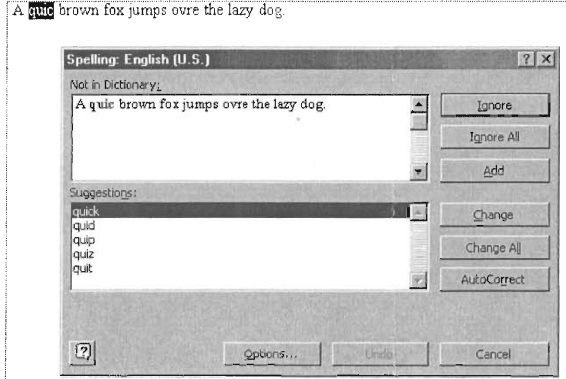 A quic brown fox jumps ovre the lazy dog.
Spelling: English (U.S.)
Not in Dictionary:
A quic brown fox jumps ovre the lazy dog.
Ignore
Ignore All
Add
Suggestions:
quick
quid
quip
quiz
quit
Change
Change All
AutoCorrect
Options...
Undo
Cancel